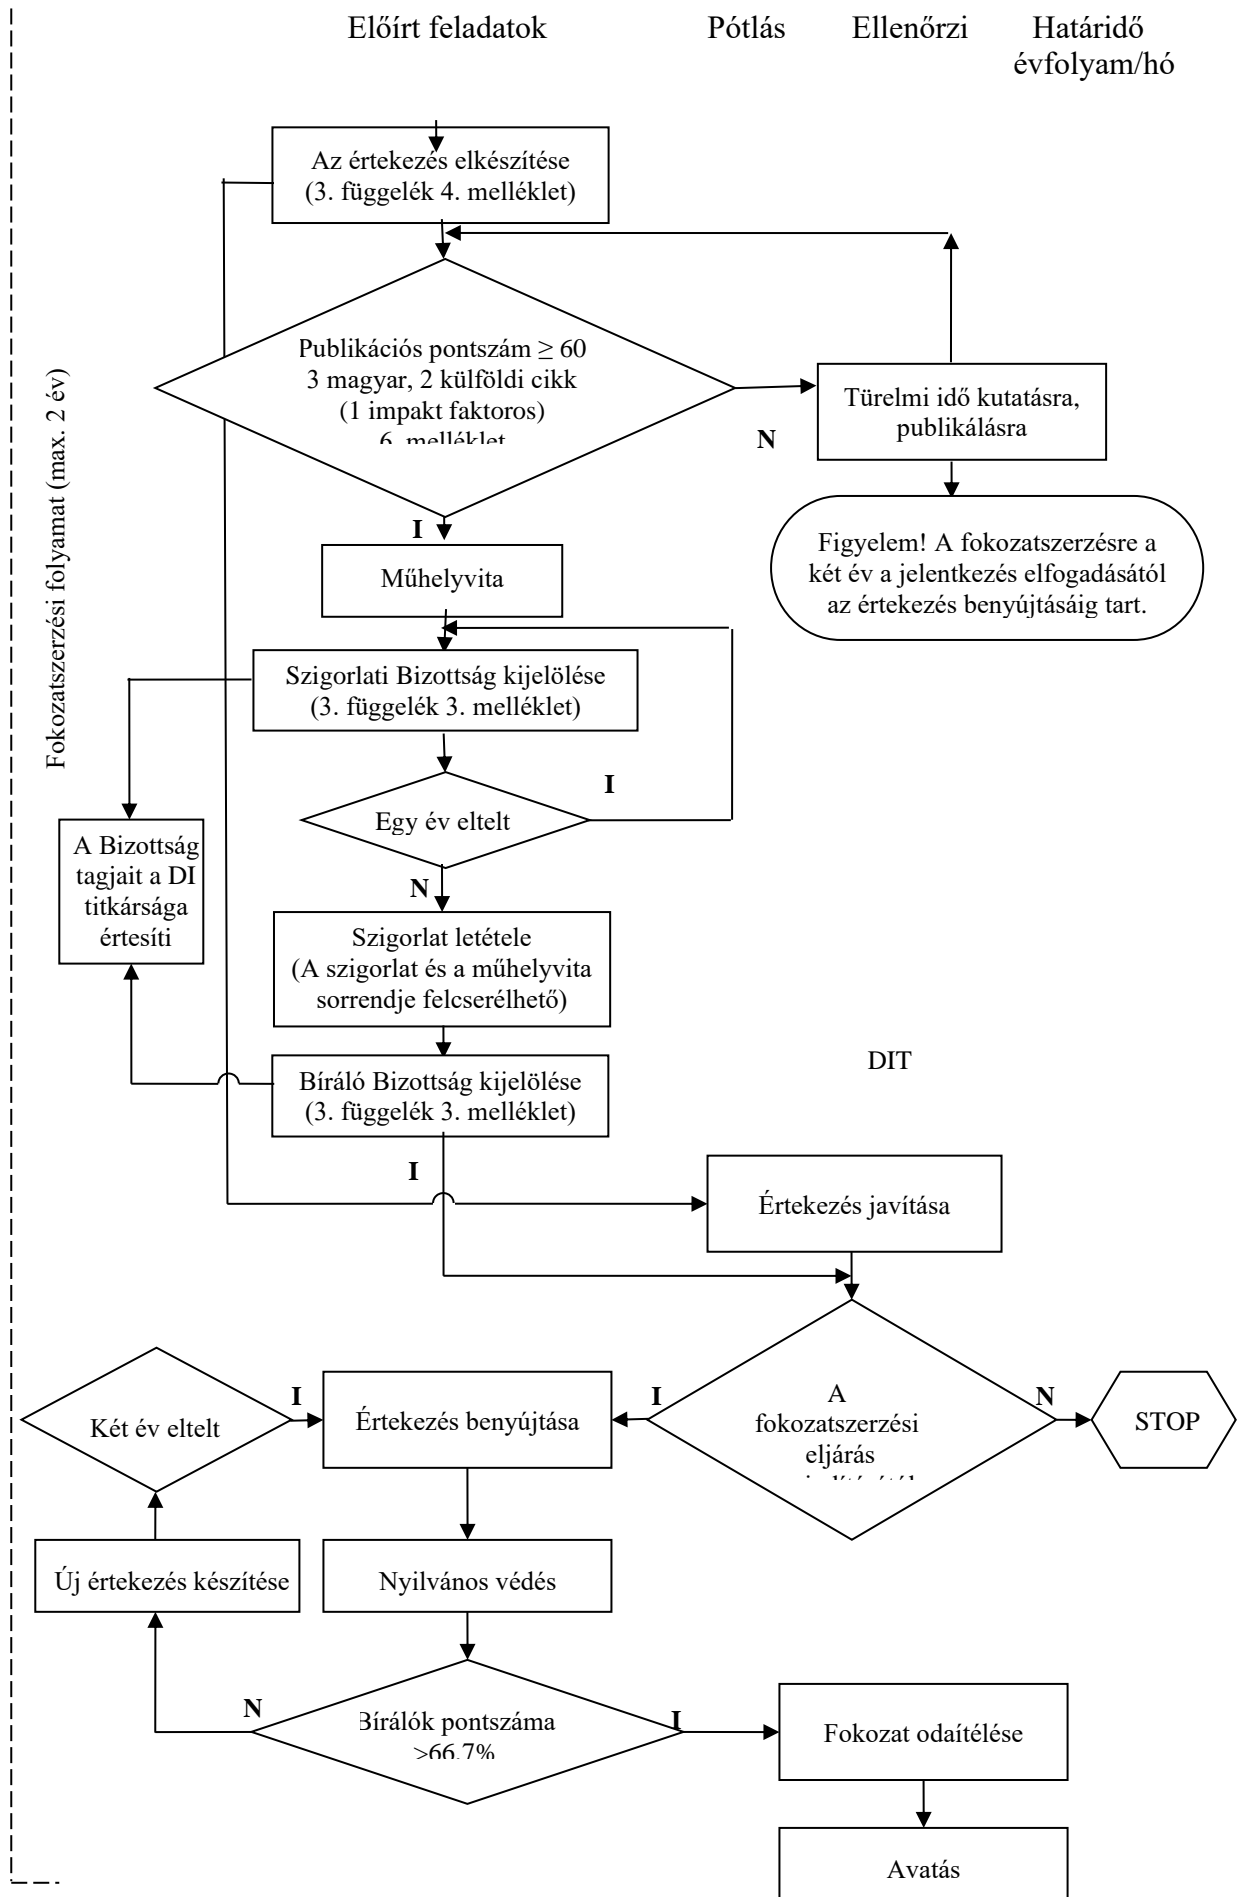 Előírt feladatok
Pótlás
Ellenőrzi
Határidő
évfolyam/hó
Az értekezés elkészítése
(3. függelék 4. melléklet)
Publikációs pontszám ≥ 60
3 magyar, 2 külföldi cikk
(1 impakt faktoros)
6. melléklet
N
Türelmi idő kutatásra,
publikálásra
Figyelem! A fokozatszerzésre a
két év a jelentkezés elfogadásától
az értekezés benyújtásáig tart.
I
Műhelyvita
Fokozatszerzési folyamat (max. 2 év)
Szigorlati Bizottság kijelölése
(3. függelék 3. melléklet)
I
Egy év eltelt
A Bizottság
tagjait a DI
titkársága
értesíti
N
Szigorlat letétele
(A szigorlat és a műhelyvita
sorrendje felcserélhető)
DIT
Bíráló Bizottság kijelölése
(3. függelék 3. melléklet)
I
Értekezés javítása
Két év eltelt
I
Értekezés benyújtása
I
A
fokozatszerzési
eljárás
N
STOP
Új értekezés készítése
Nyilvános védés
N
Bírálók pontszáma
>66.7%
I
Fokozat odaítélése
Avatás